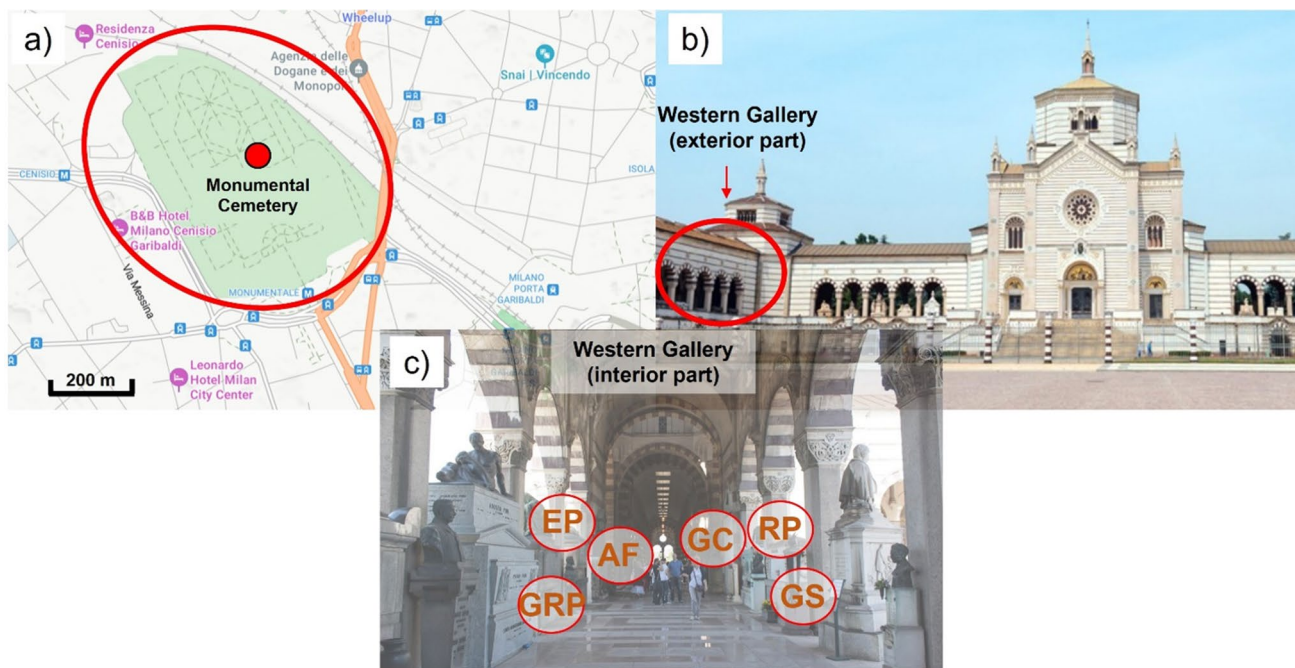 a)
Residenza
Cenisio
Wheelup
Agenzia delle
Dogane e dei
Monopol
Snai | Vincendo
ISOLA
CENISIO M
Monumental
Cemetery
B&B Hotel
Milano Cenisio
Garibaldi
Via Messina
MONUMENTALE M
MILANO
PORTA
GARIBALDI
Leonardo
Hotel Milan
City Center
200 m
b)
Western Gallery
(exterior part)
c)
Western Gallery
(interior part)
EP
AF
GC
RP
GRP
GS